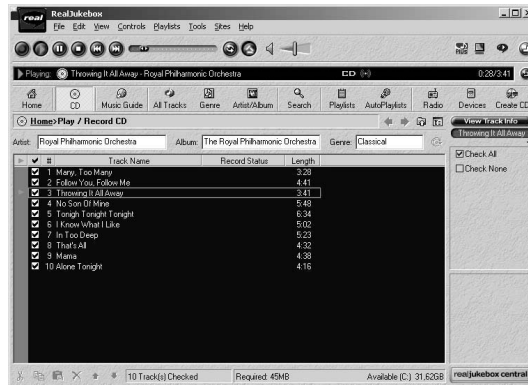 real
RealJukebox
File Edit View Controls Playlists Tools Sites Help
Playing: Throwing It All Away - Royal Philharmonic Orchestra CD 0:28/3:41
Home CD Music Guide All Tracks Genre Artist/Album Search Playlists AutoPlaylists Radio Devices Create CD
Home>Play / Record CD
View Track Info
Artist: Royal Philharmonic Orchestra Album: The Royal Philharmonic Orchestra Genre: Classical
Throwing It All Away
# Track Name Record Status Length
Check All
Check None
1 Many, Too Many 3:28
2 Follow You, Follow Me 4:41
3 Throwing It All Away 3:41
4 No Son Of Mine 5:48
5 Tonigh Tonight Tonight 6:34
6 I Know What I Like 5:02
7 In Too Deep 5:23
8 That's All 4:32
9 Mama 4:38
10 Alone Tonight 4:16
10 Track(s) Checked Required: 45MB Available (C:) 31.62GB
realjukebox central